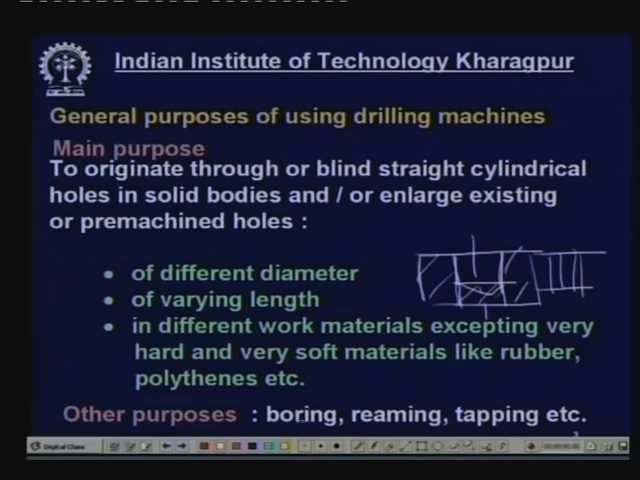 Indian Institute of Technology Kharagpur
General purposes of using drilling machines
Main purpose
To originate through or blind straight cylindrical
holes in solid bodies and / or enlarge existing
or premachined holes :
• of different diameter
• of varying length
• in different work materials excepting very
hard and very soft materials like rubber,
polythenes etc.
Other purposes : boring, reaming, tapping etc.
Digital Class